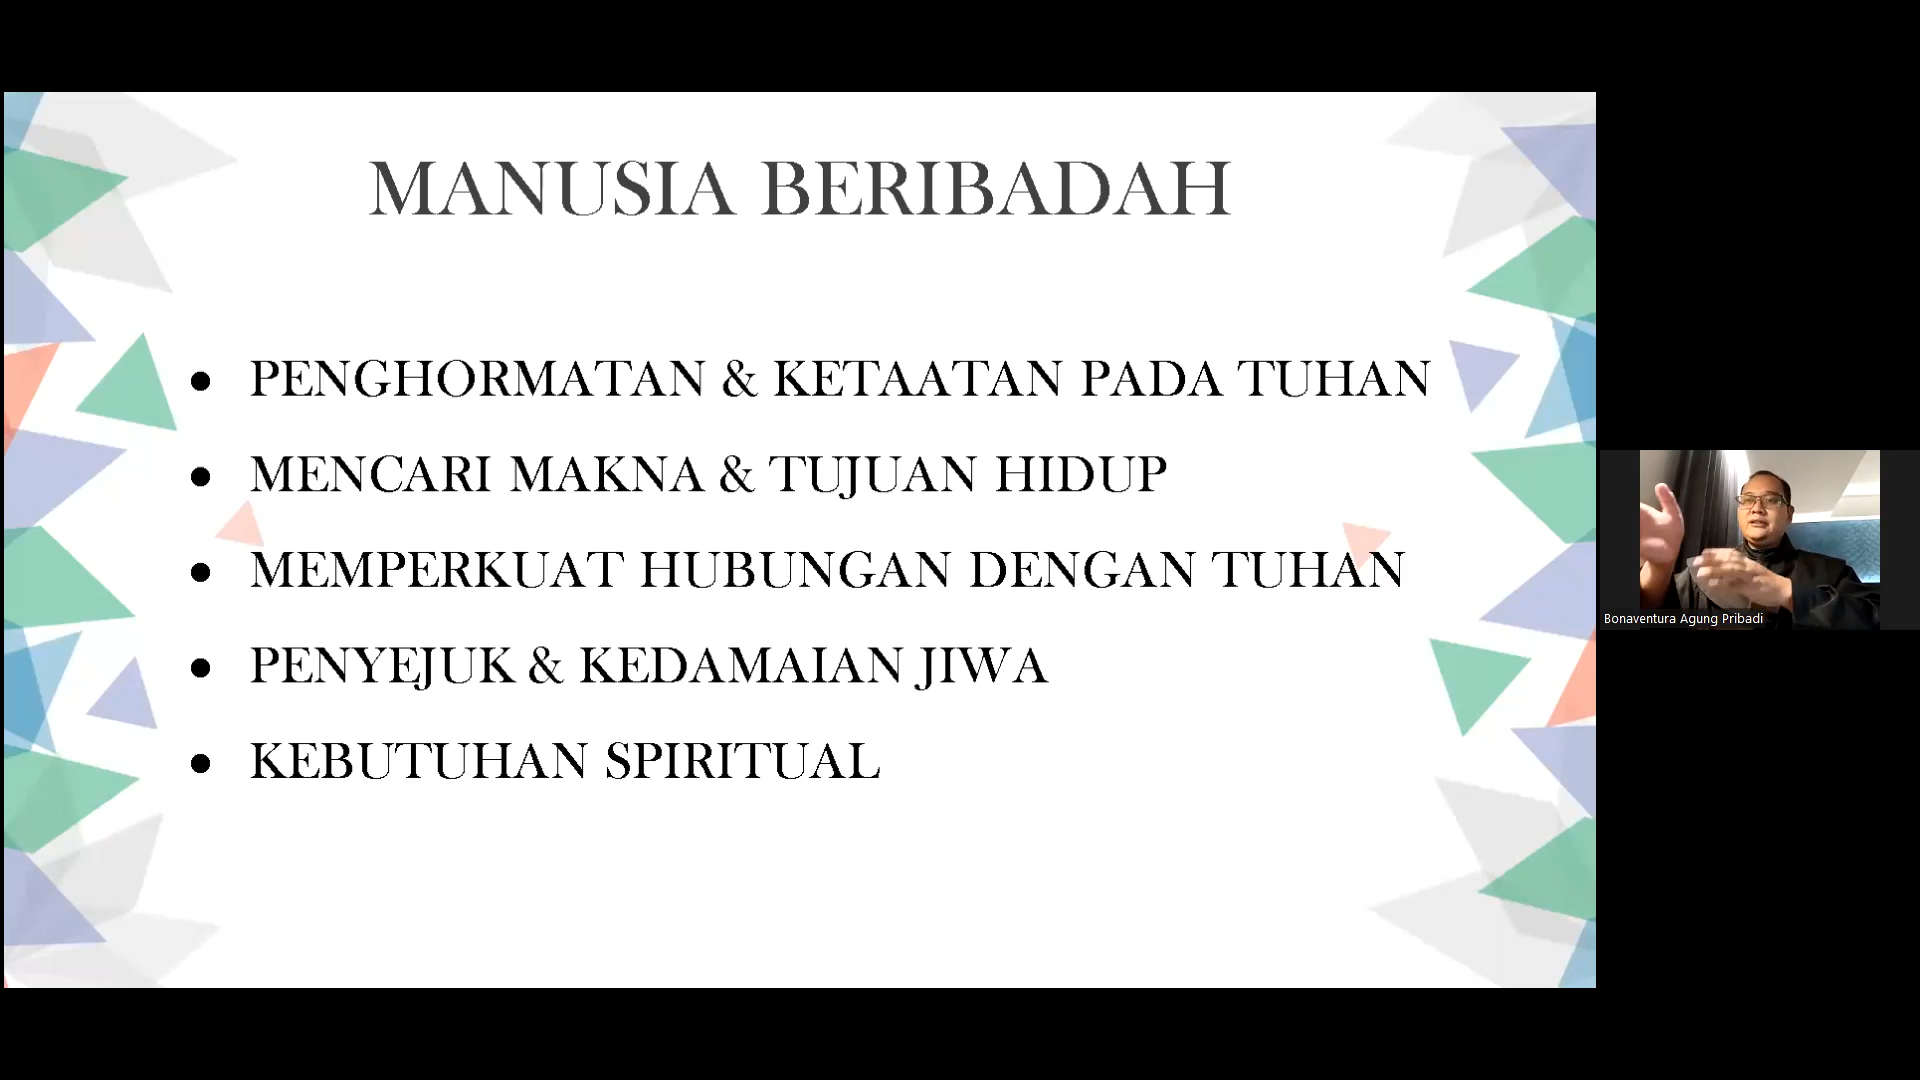 MANUSIA BERIBADAH
● PENGHORMATAN & KETAATAN PADA TUHAN
● MENCARI MAKNA & TUJUAN HIDUP
● MEMPERKUAT HUBUNGAN DENGAN TUHAN
● PENYEJUK & KEDAMAIAN JIWA
● KEBUTUHAN SPIRITUAL
Bonaventura Agung Pribadi